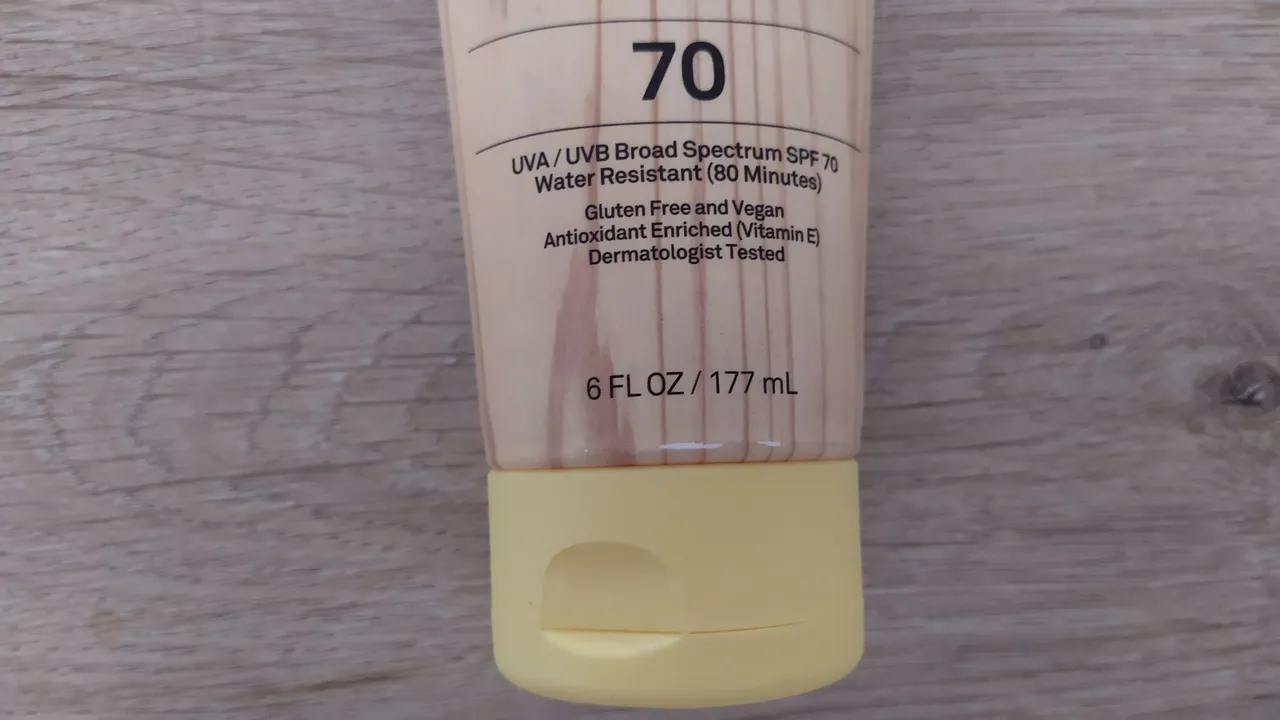 70
UVA / UVB Broad Spectrum SPF 70
Water Resistant (80 Minutes)
Gluten Free and Vegan
Antioxidant Enriched (Vitamin E)
Dermatologist Tested
6 FL OZ / 177 mL